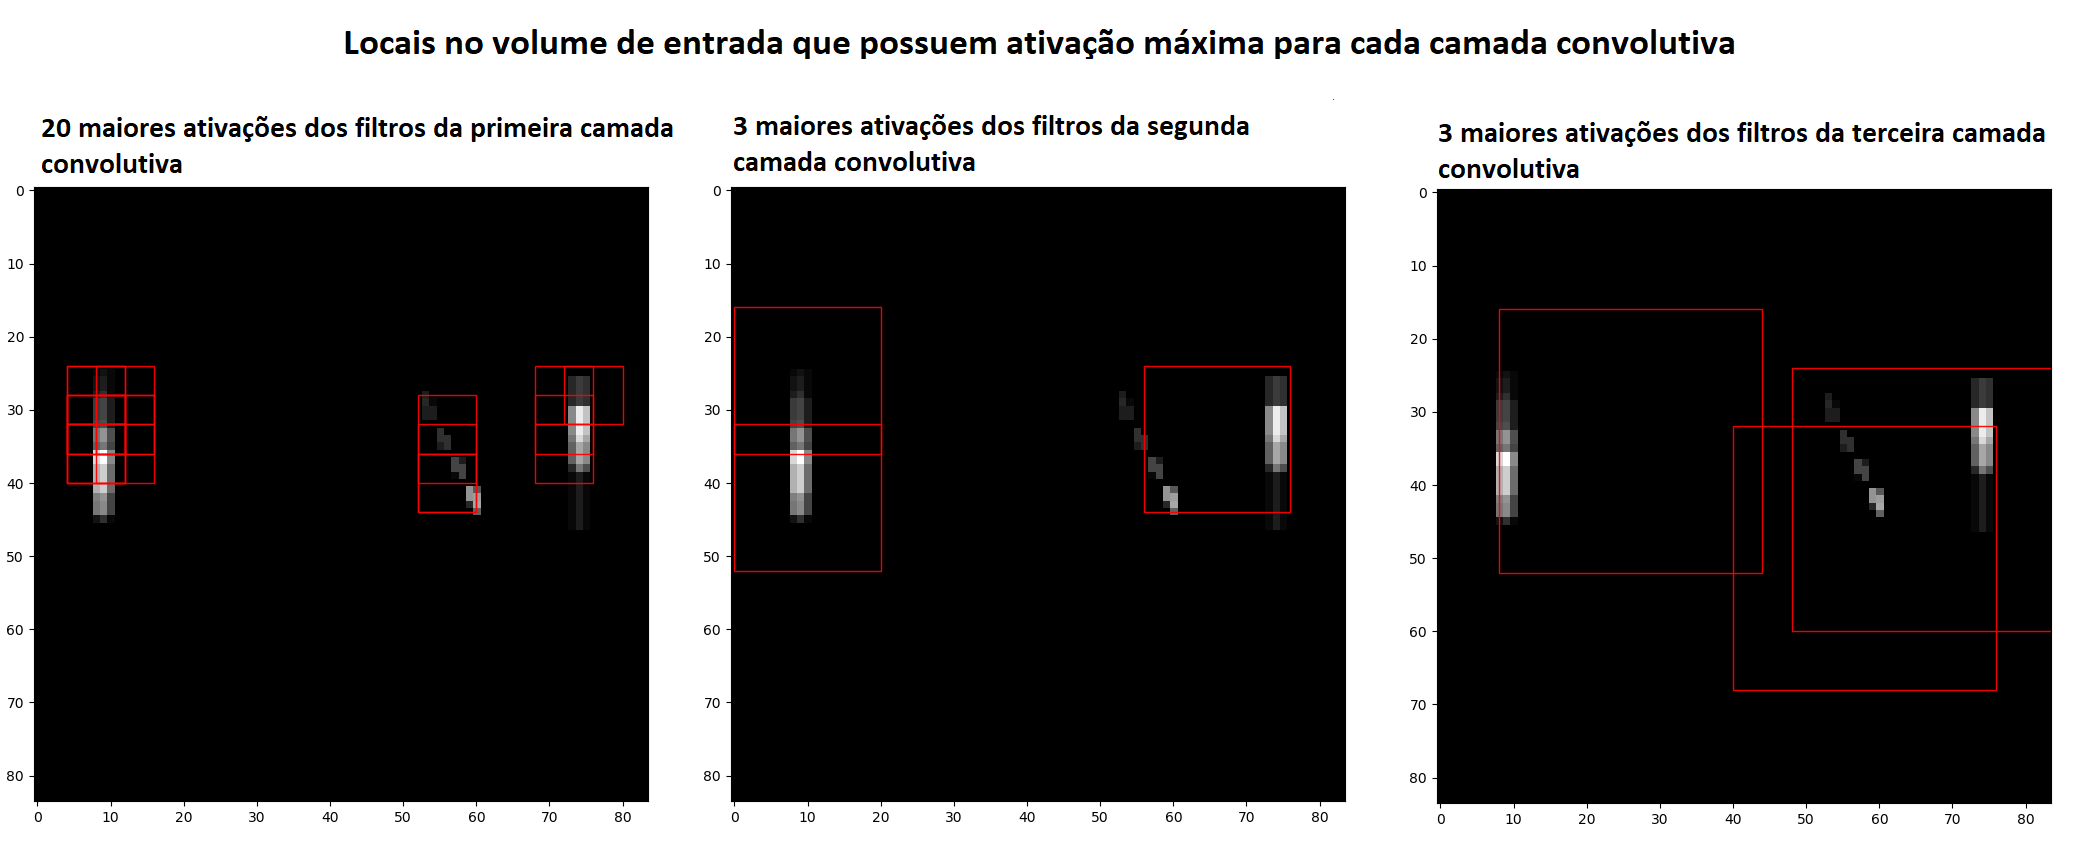 Locais no volume de entrada que possuem ativação máxima para cada camada convolutiva
20 maiores ativações dos filtros da primeira camada
convolutiva
0
10
20
30
40
50
60
70
80
0 10 20 30 40 50 60 70 80
3 maiores ativações dos filtros da segunda
camada convolutiva
0
10
20
30
40
50
60
70
80
0 10 20 30 40 50 60 70 80
3 maiores ativações dos filtros da terceira camada
convolutiva
0
10
20
30
40
50
60
70
80
0 10 20 30 40 50 60 70 80